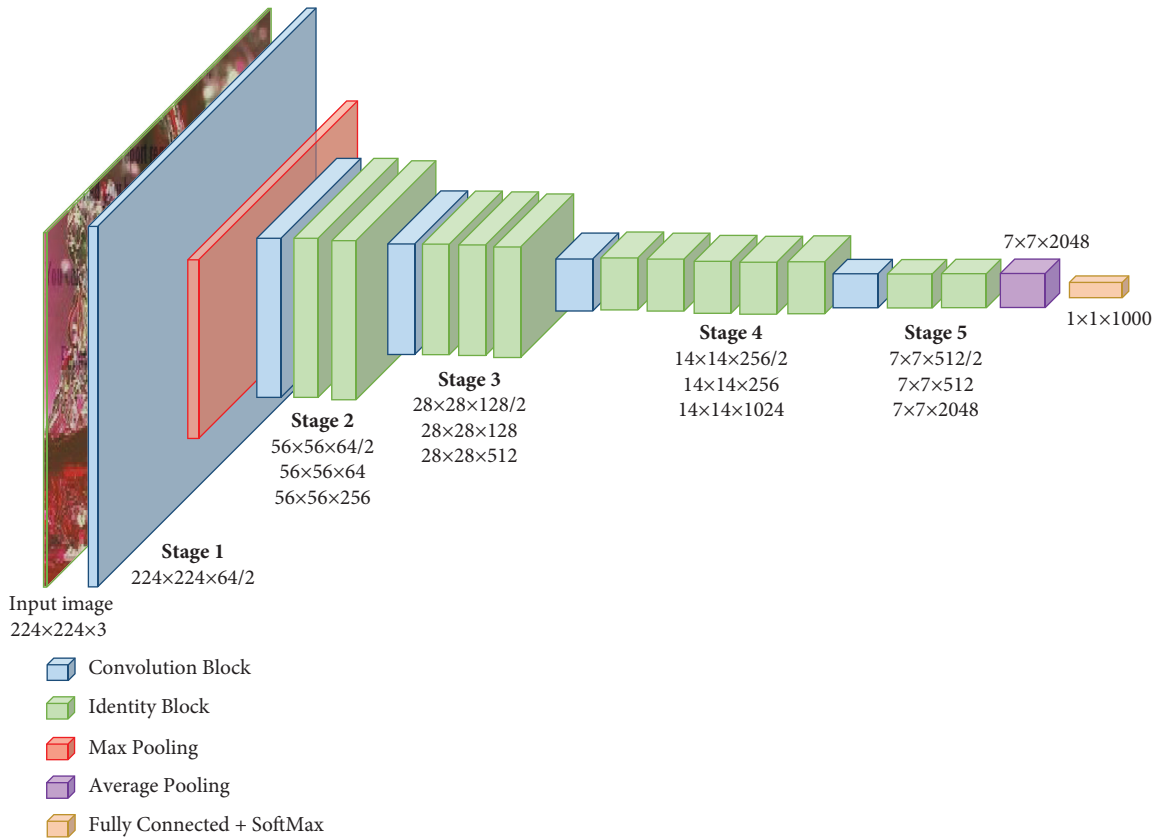 7×7×2048
1×1×1000
Stage 4
14×14×256/2
14×14×256
14×14×1024
Stage 5
7×7×512/2
7×7×512
7×7×2048
Stage 3
28×28×128/2
28×28×128
28×28×512
Stage 2
56×56×64/2
56×56×64
56×56×256
Stage 1
224×224×64/2
Input image
224×224×3
Convolution Block
Identity Block
Max Pooling
Average Pooling
Fully Connected + SoftMax